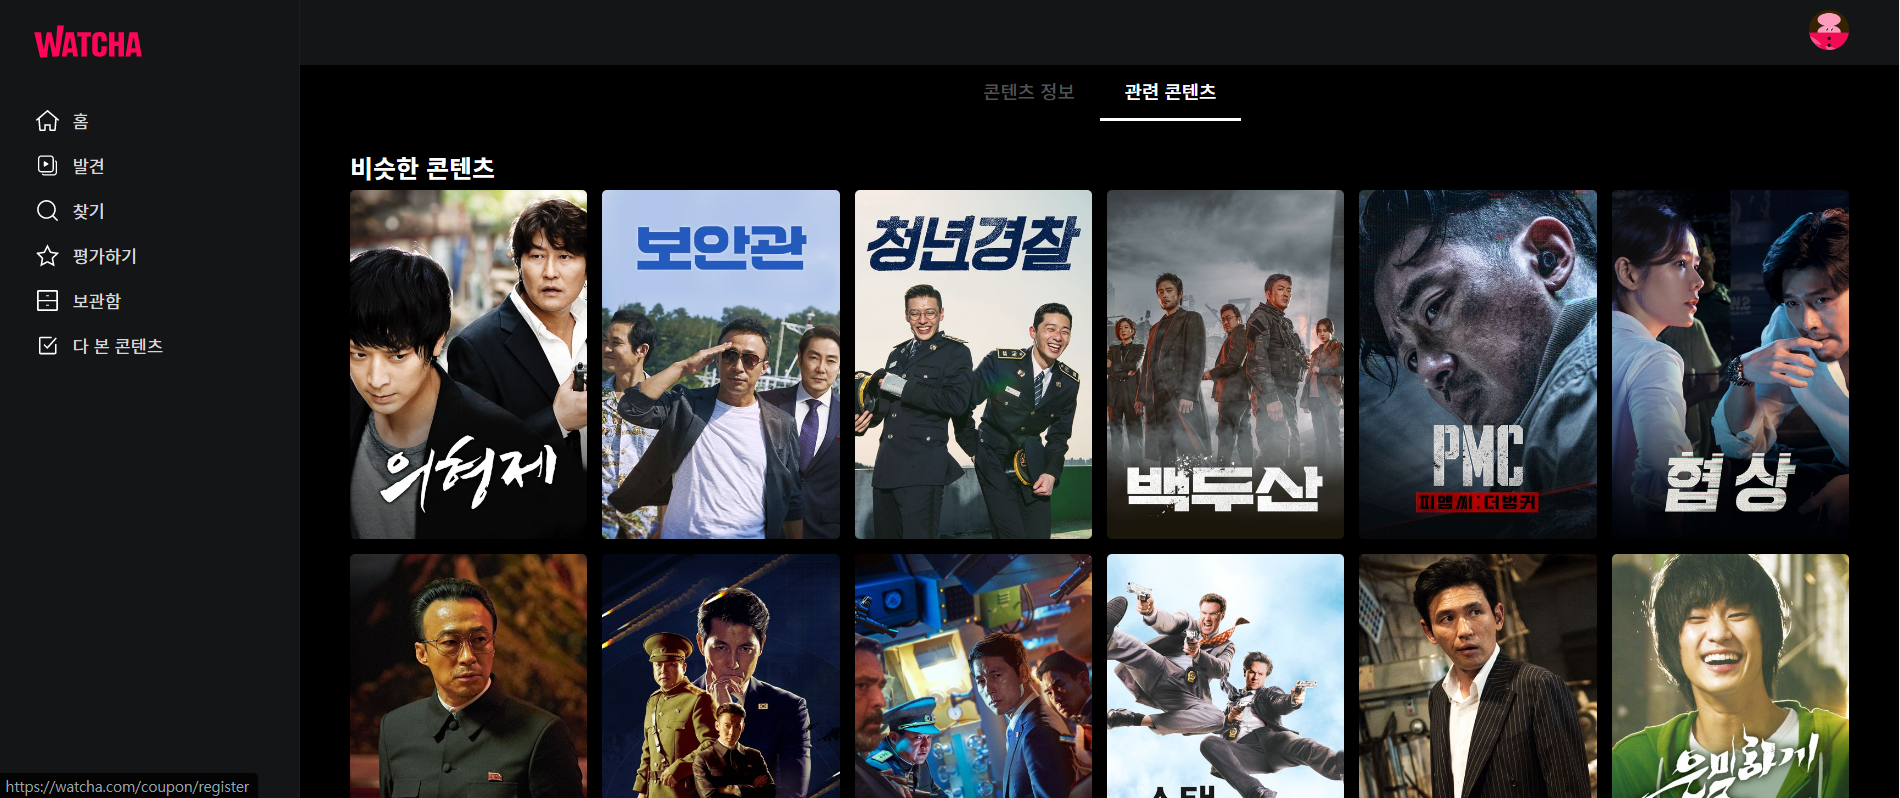 WATCHA
홈
발견
찾기
평가하기
보관함
다 본 콘텐츠
콘텐츠 정보
관련 콘텐츠
비슷한 콘텐츠
의형제
보안관
청년경찰
백두산
PMC
피엠씨:더벙커
협상
은밀하게
https://watcha.com/coupon/register